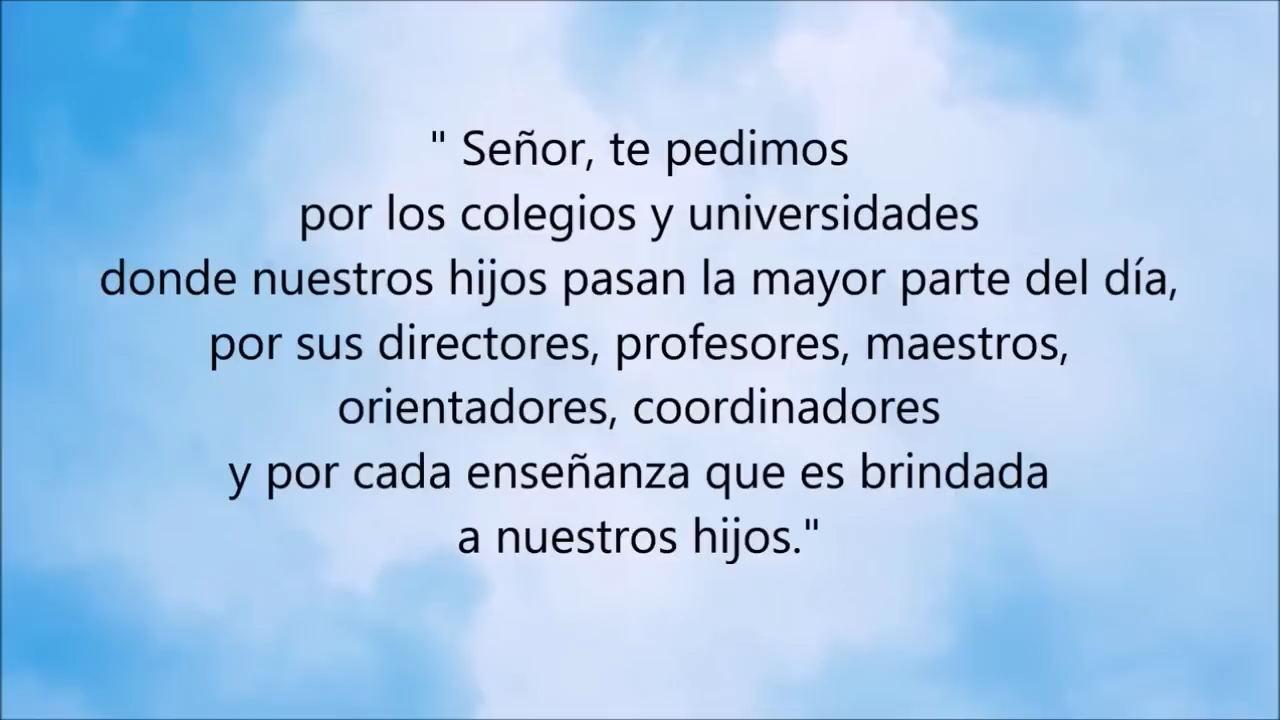 " Señor, te pedimos
por los colegios y universidades
donde nuestros hijos pasan la mayor parte del día,
por sus directores, profesores, maestros,
orientadores, coordinadores
y por cada enseñanza que es brindada
a nuestros hijos."